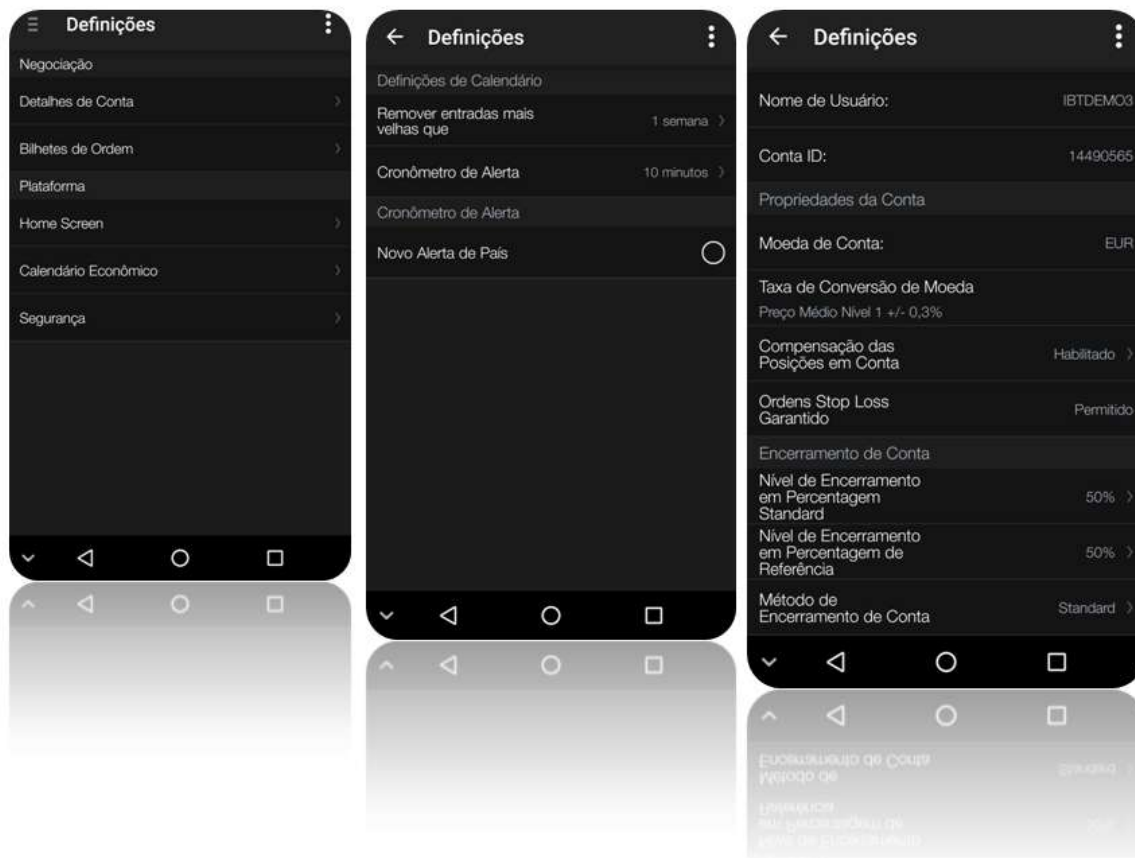 Definições
Negociação
Detalhes de Conta
Bilhetes de Ordem
Plataforma
Home Screen
Calendário Econômico
Segurança
Definições
Definições de Calendário
Remover entradas mais
velhas que
1 semana
Cronômetro de Alerta
10 minutos
Cronômetro de Alerta
Novo Alerta de País
Definições
Nome de Usuário:
IBTDEMO3
Conta ID:
14490565
Propriedades da Conta
Moeda de Conta:
EUR
Taxa de Conversão de Moeda
Preço Médio Nível 1 +/- 0,3%
Compensação das
Posições em Conta
Habilitado
Ordens Stop Loss
Garantido
Permitido
Encerramento de Conta
Nível de Encerramento
em Percentagem
Standard
50%
Nível de Encerramento
em Percentagem de
Referência
50%
Método de
Encerramento de Conta
Standard